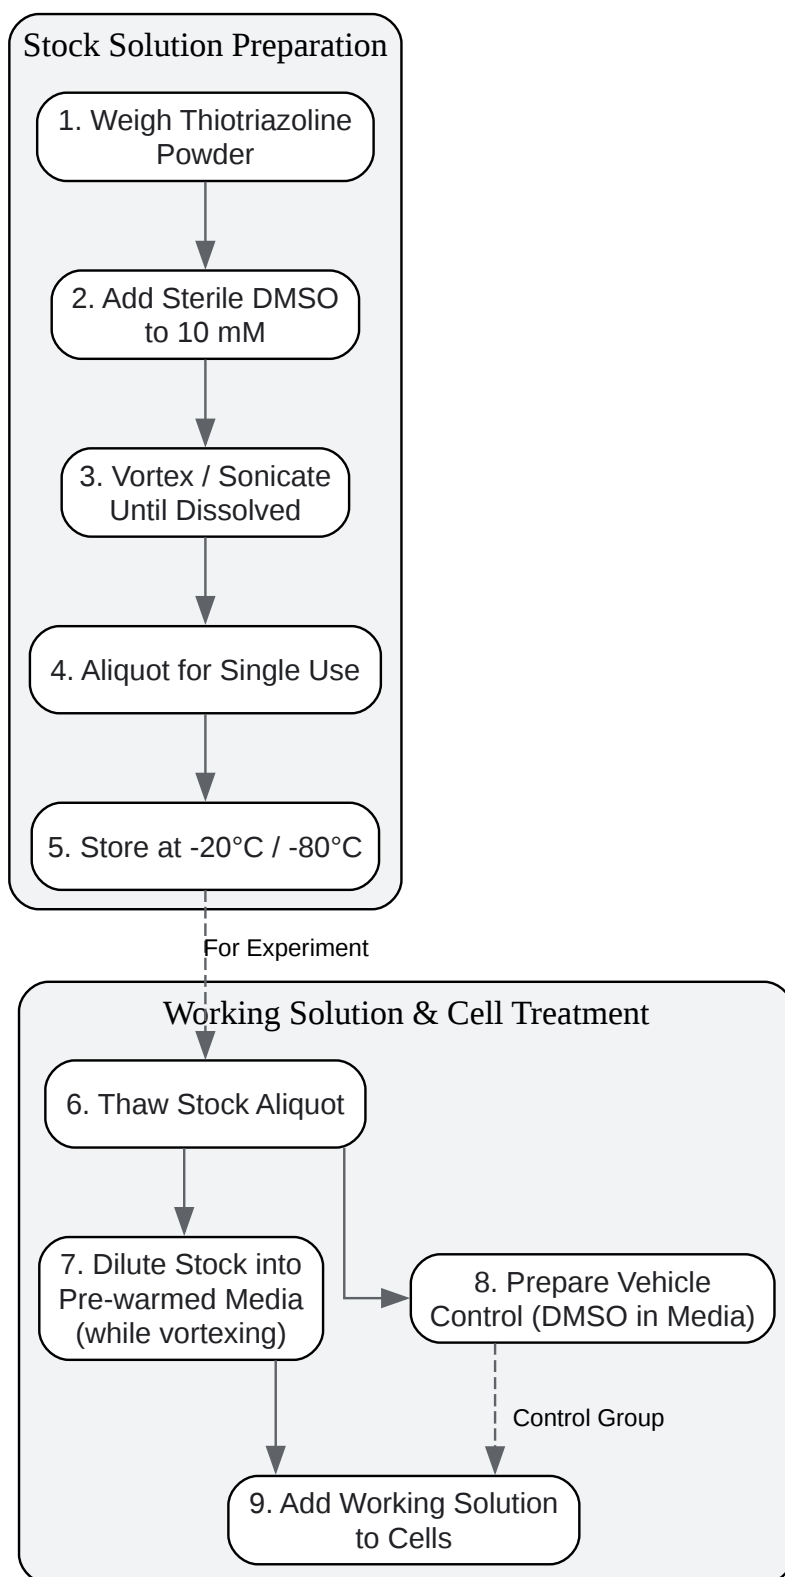 Stock Solution Preparation
1. Weigh Thiotriazoline
Powder
2. Add Sterile DMSO
to 10 mM
3. Vortex / Sonicate
Until Dissolved
4. Aliquot for Single Use
5. Store at -20°C / -80°C
For Experiment
Working Solution & Cell Treatment
6. Thaw Stock Aliquot
7. Dilute Stock into
Pre-warmed Media
(while vortexing)
8. Prepare Vehicle
Control (DMSO in Media)
Control Group
9. Add Working Solution
to Cells